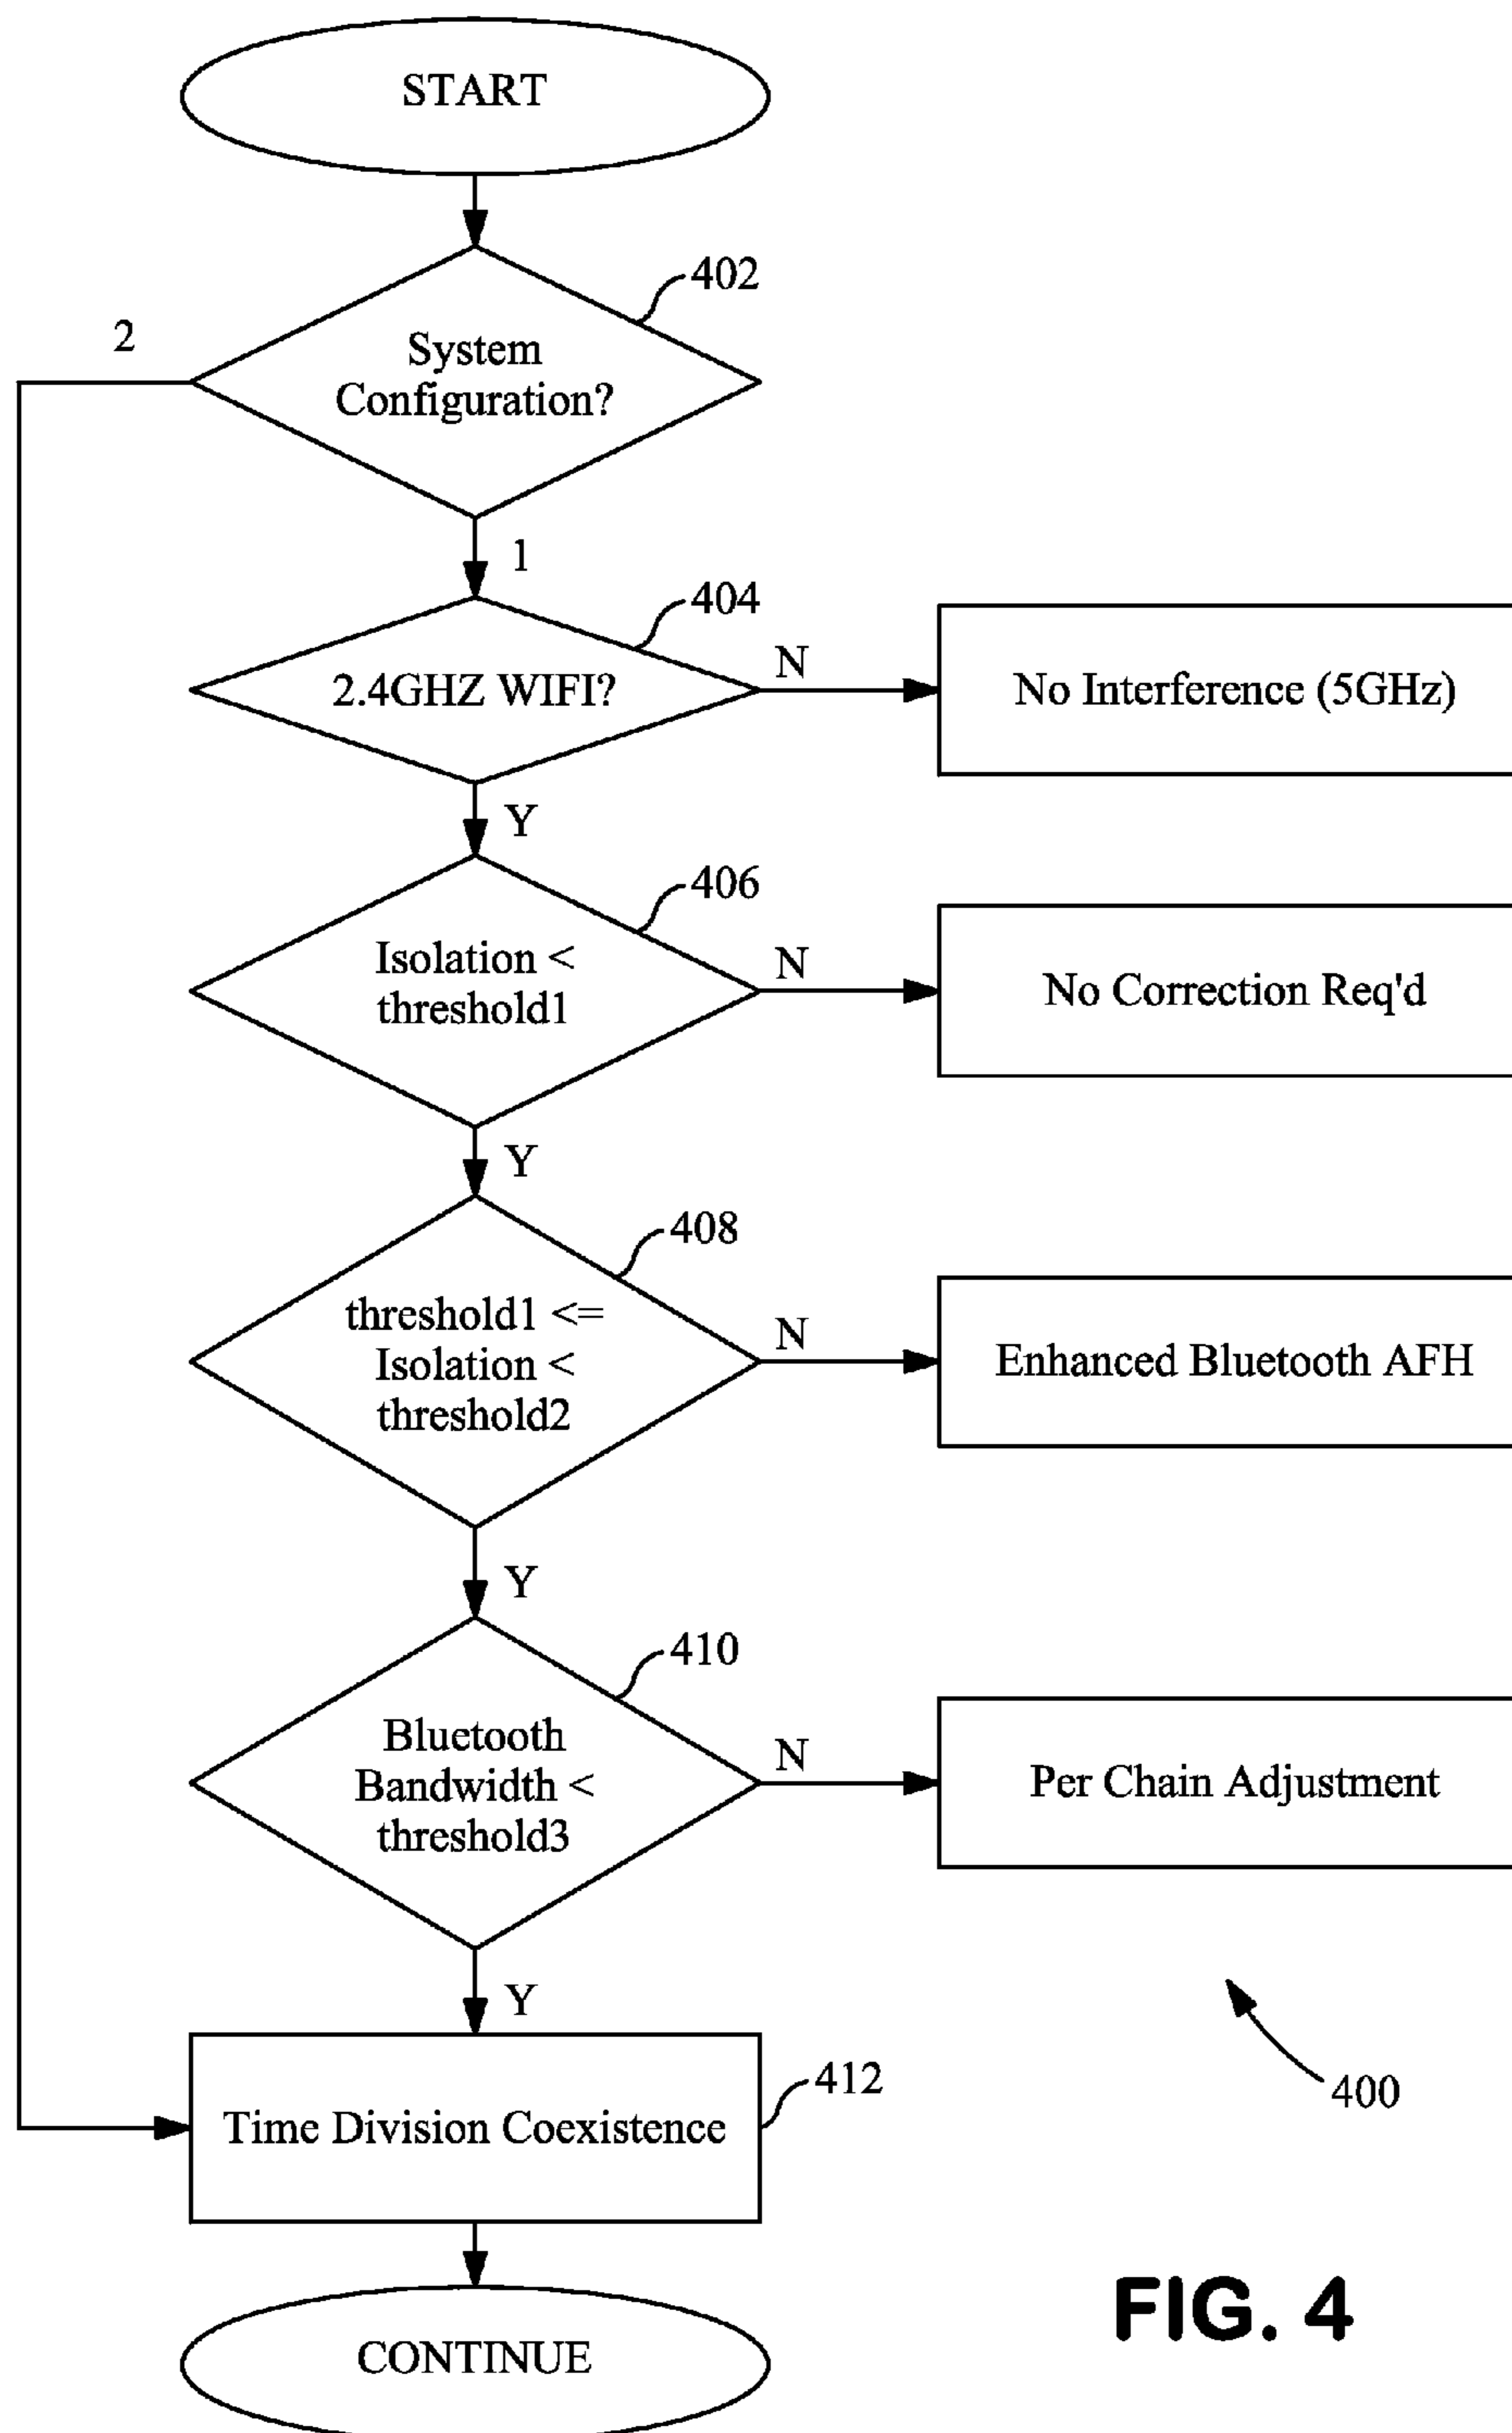 START
402
2
System
Configuration?
1
404
2.4GHZ WIFI?
N
No Interference (5GHz)
Y
406
Isolation <
threshold1
N
No Correction Req'd
Y
408
threshold1 <=
Isolation <
threshold2
N
Enhanced Bluetooth AFH
Y
410
Bluetooth
Bandwidth <
threshold3
N
Per Chain Adjustment
Y
412
Time Division Coexistence
400
CONTINUE
FIG. 4